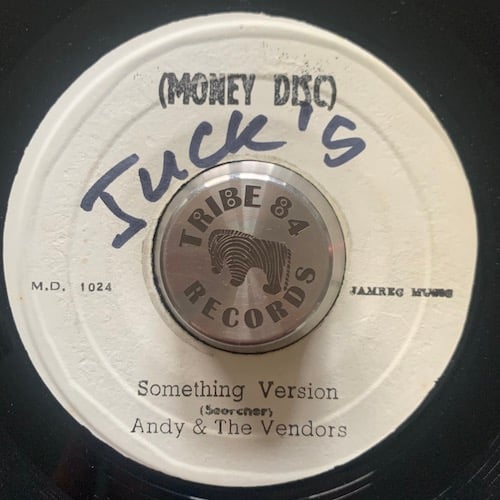 (MONEY DISC)
Juck's
TRIBE 84
RECORDS
M.D. 1024
JAMREC MUSIC
Something Version
(Scorcher)
Andy & The Vendors